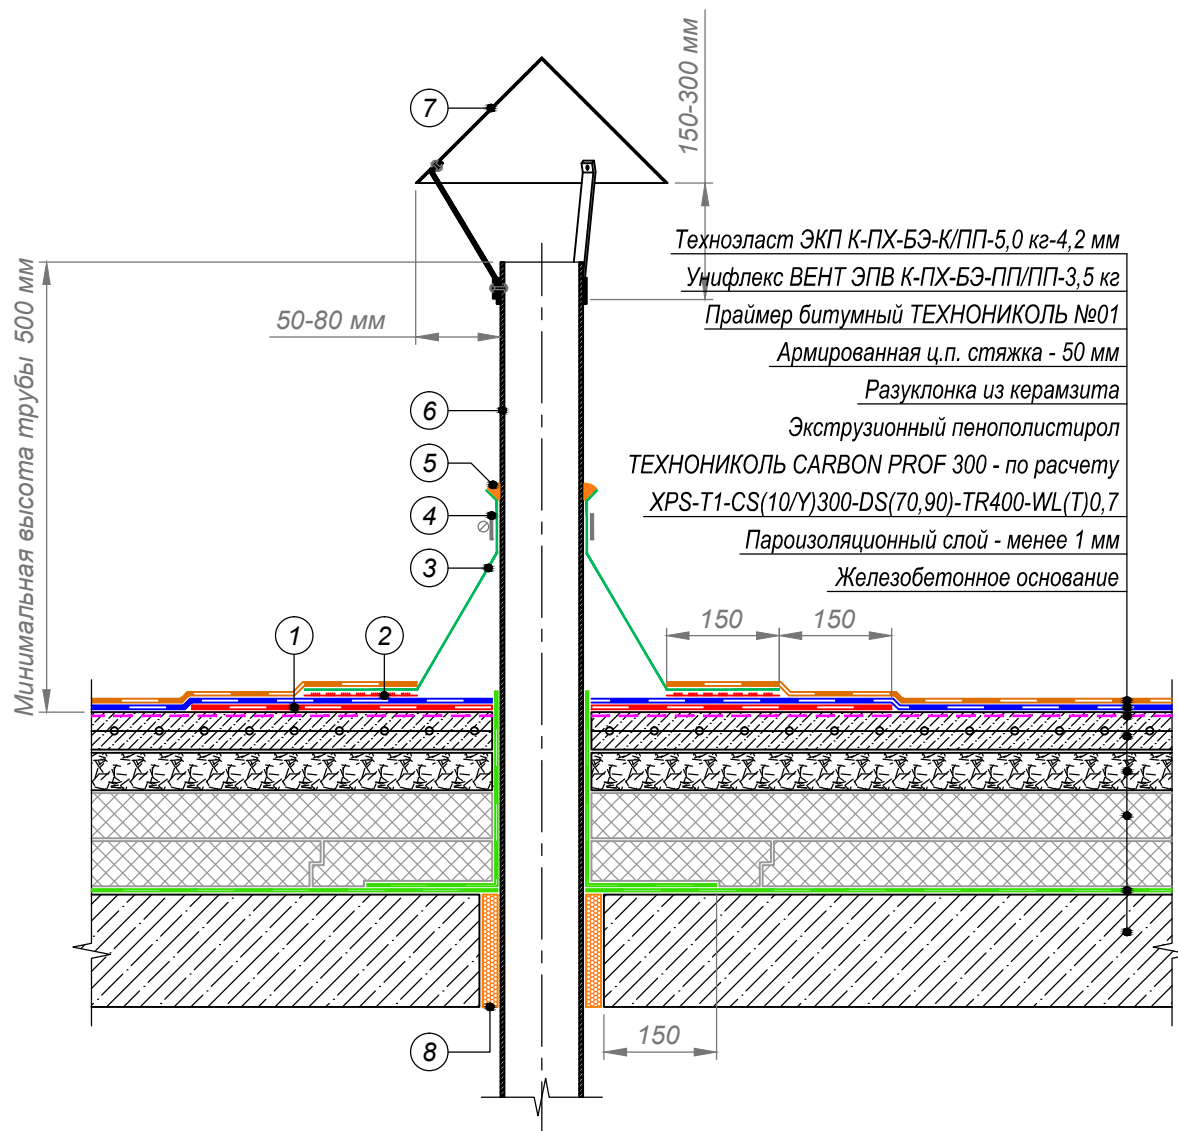 7
150-300 мм
Техноэласт ЭКП К-ПХ-БЭ-К/ПП-5,0 кг-4,2 мм
Унифлекс ВЕНТ ЭПВ К-ПХ-БЭ-ПП/ПП-3,5 кг
Праймер битумный ТЕХНОНИКОЛЬ №01
Армированная ц.п. стяжка - 50 мм
Разуклонка из керамзита
Экструзионный пенополистирол
ТЕХНОНИКОЛЬ CARBON PROF 300 - по расчету
XPS-T1-CS(10/Y)300-DS(70,90)-TR400-WL(T)0,7
Пароизоляционный слой - менее 1 мм
Железобетонное основание
Минимальная высота трубы 500 мм
50-80 мм
6
5
4
3
1
2
150
150
8
150